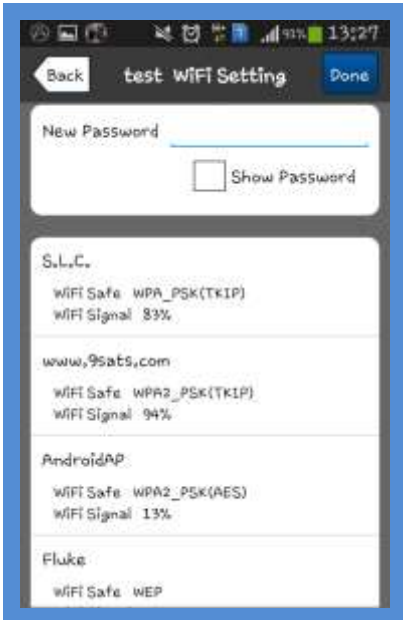 91% 13:27
Back test WiFi Setting Done
New Password
Show Password
S.L.C.
WiFi Safe WPA_PSK(TKIP)
WiFi Signal 83%
www.9sats.com
WiFi Safe WPA2_PSK(TKIP)
WiFi Signal 94%
AndroidAP
WiFi Safe WPA2_PSK(AES)
WiFi Signal 13%
Fluke
WiFi Safe WEP